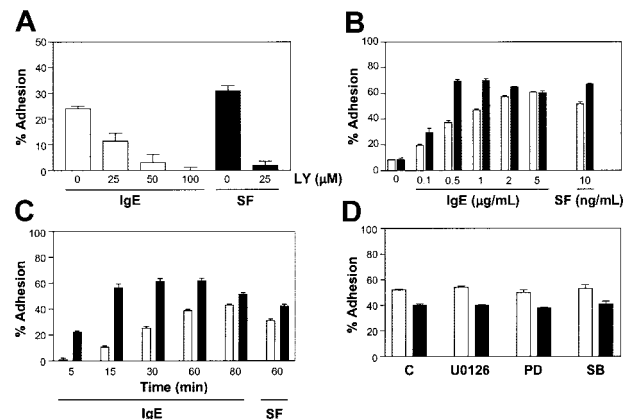 A
% Adhesion
50
40
30
20
10
0
0 25 50 100 0 25 LY (µM)
IgE SF
B
% Adhesion
100
80
60
40
20
0
0 0.1 0.5 1 2 5 10
IgE (µg/mL) SF (ng/mL)
C
% Adhesion
100
80
60
40
20
0
5 15 30 60 80 60
Time (min)
IgE SF
D
% Adhesion
100
80
60
40
20
0
C U0126 PD SB